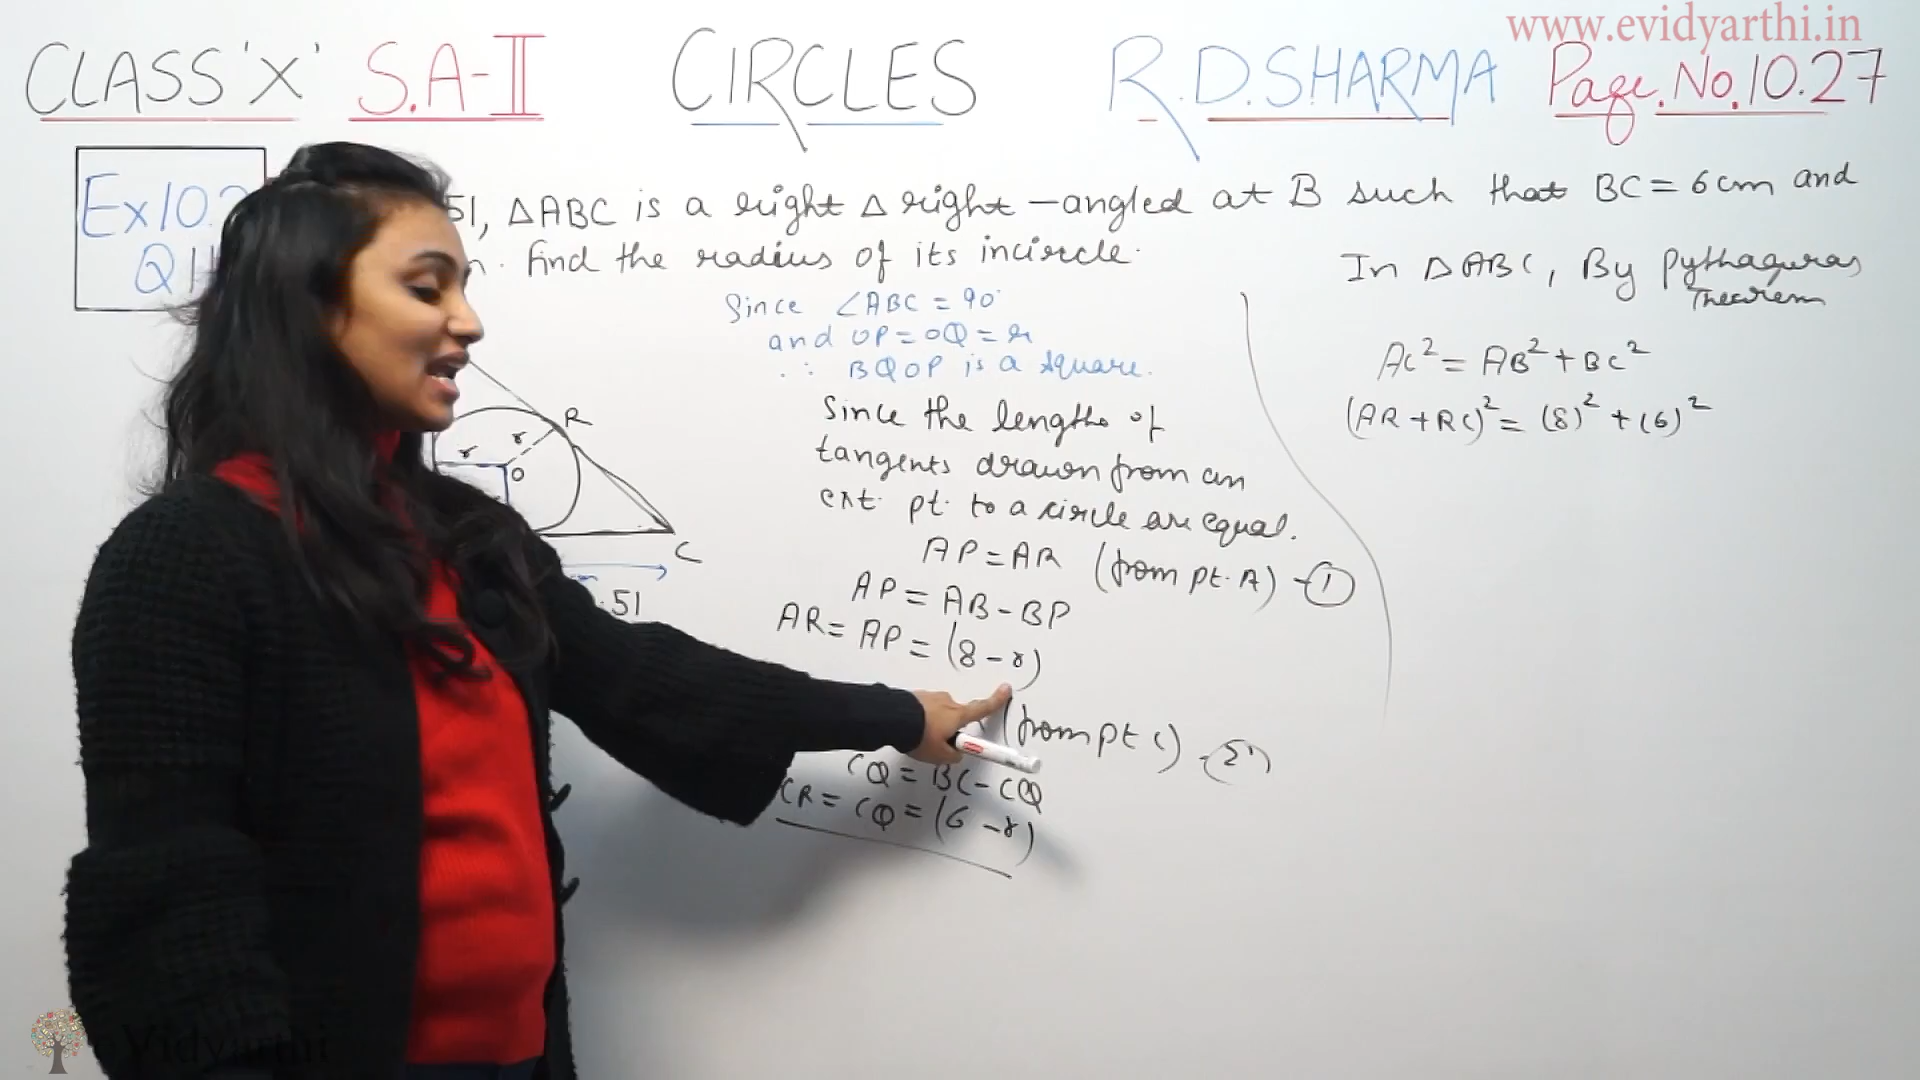 www.evidyarthi.in
CLASS 'X' S.A-II CIRCLES R.D.SHARMA Page.No.10.27
Ex10.
Q11
51, ΔABC is a right Δ right-angled at B such that BC = 6cm and
Find the radius of its incircle.
Since ∠ABC = 90°
and OP = OQ = r
∴ BQOP is a square.
Since the lengths of
tangents drawn from an
ext. pt. to a circle are equal.
AP = AR (from pt. A) - ①
AP = AB - BP
AR = AP = (8 - r)
(from pt C) - ②
CQ = BC - CQ
CR = CQ = (6 - r)
R
r r
O
C
.51
In ΔABC, By Pythaguras
Theorem
AC² = AB² + BC²
(AR + RC)² = (8)² + (6)²
eVidyarthi